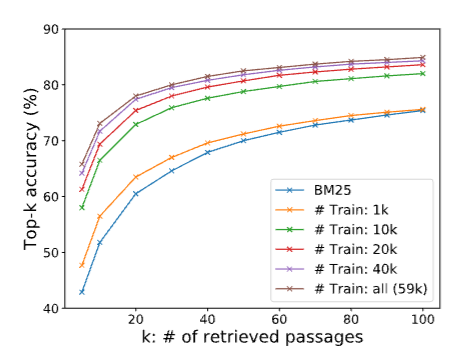 90
80
70
60
50
40
Top-k accuracy (%)
BM25
# Train: 1k
# Train: 10k
# Train: 20k
# Train: 40k
# Train: all (59k)
20
40
60
80
100
k: # of retrieved passages